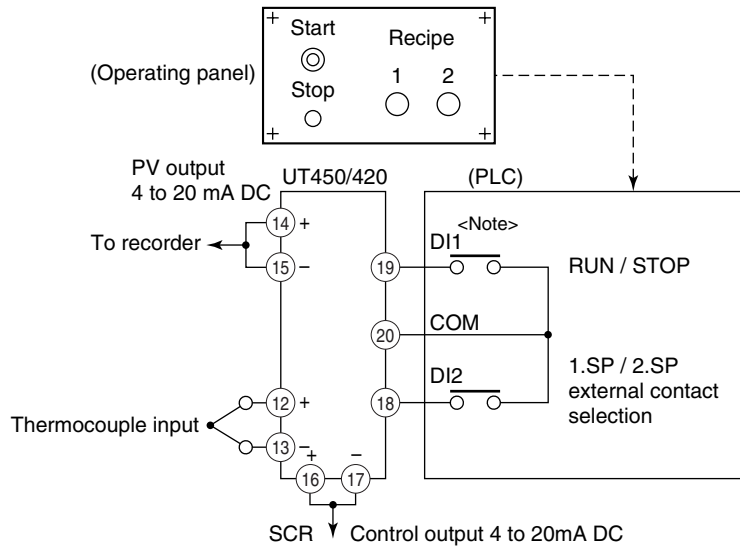 Start
Recipe
(Operating panel)
1 2
Stop
PV output
4 to 20 mA DC
UT450/420
(PLC)
14 +
<Note>
To recorder
DI1
15 –
19
RUN / STOP
20
COM
1.SP / 2.SP
external contact
selection
DI2
12 +
18
Thermocouple input
13 –
+ –
16 17
SCR
Control output 4 to 20mA DC